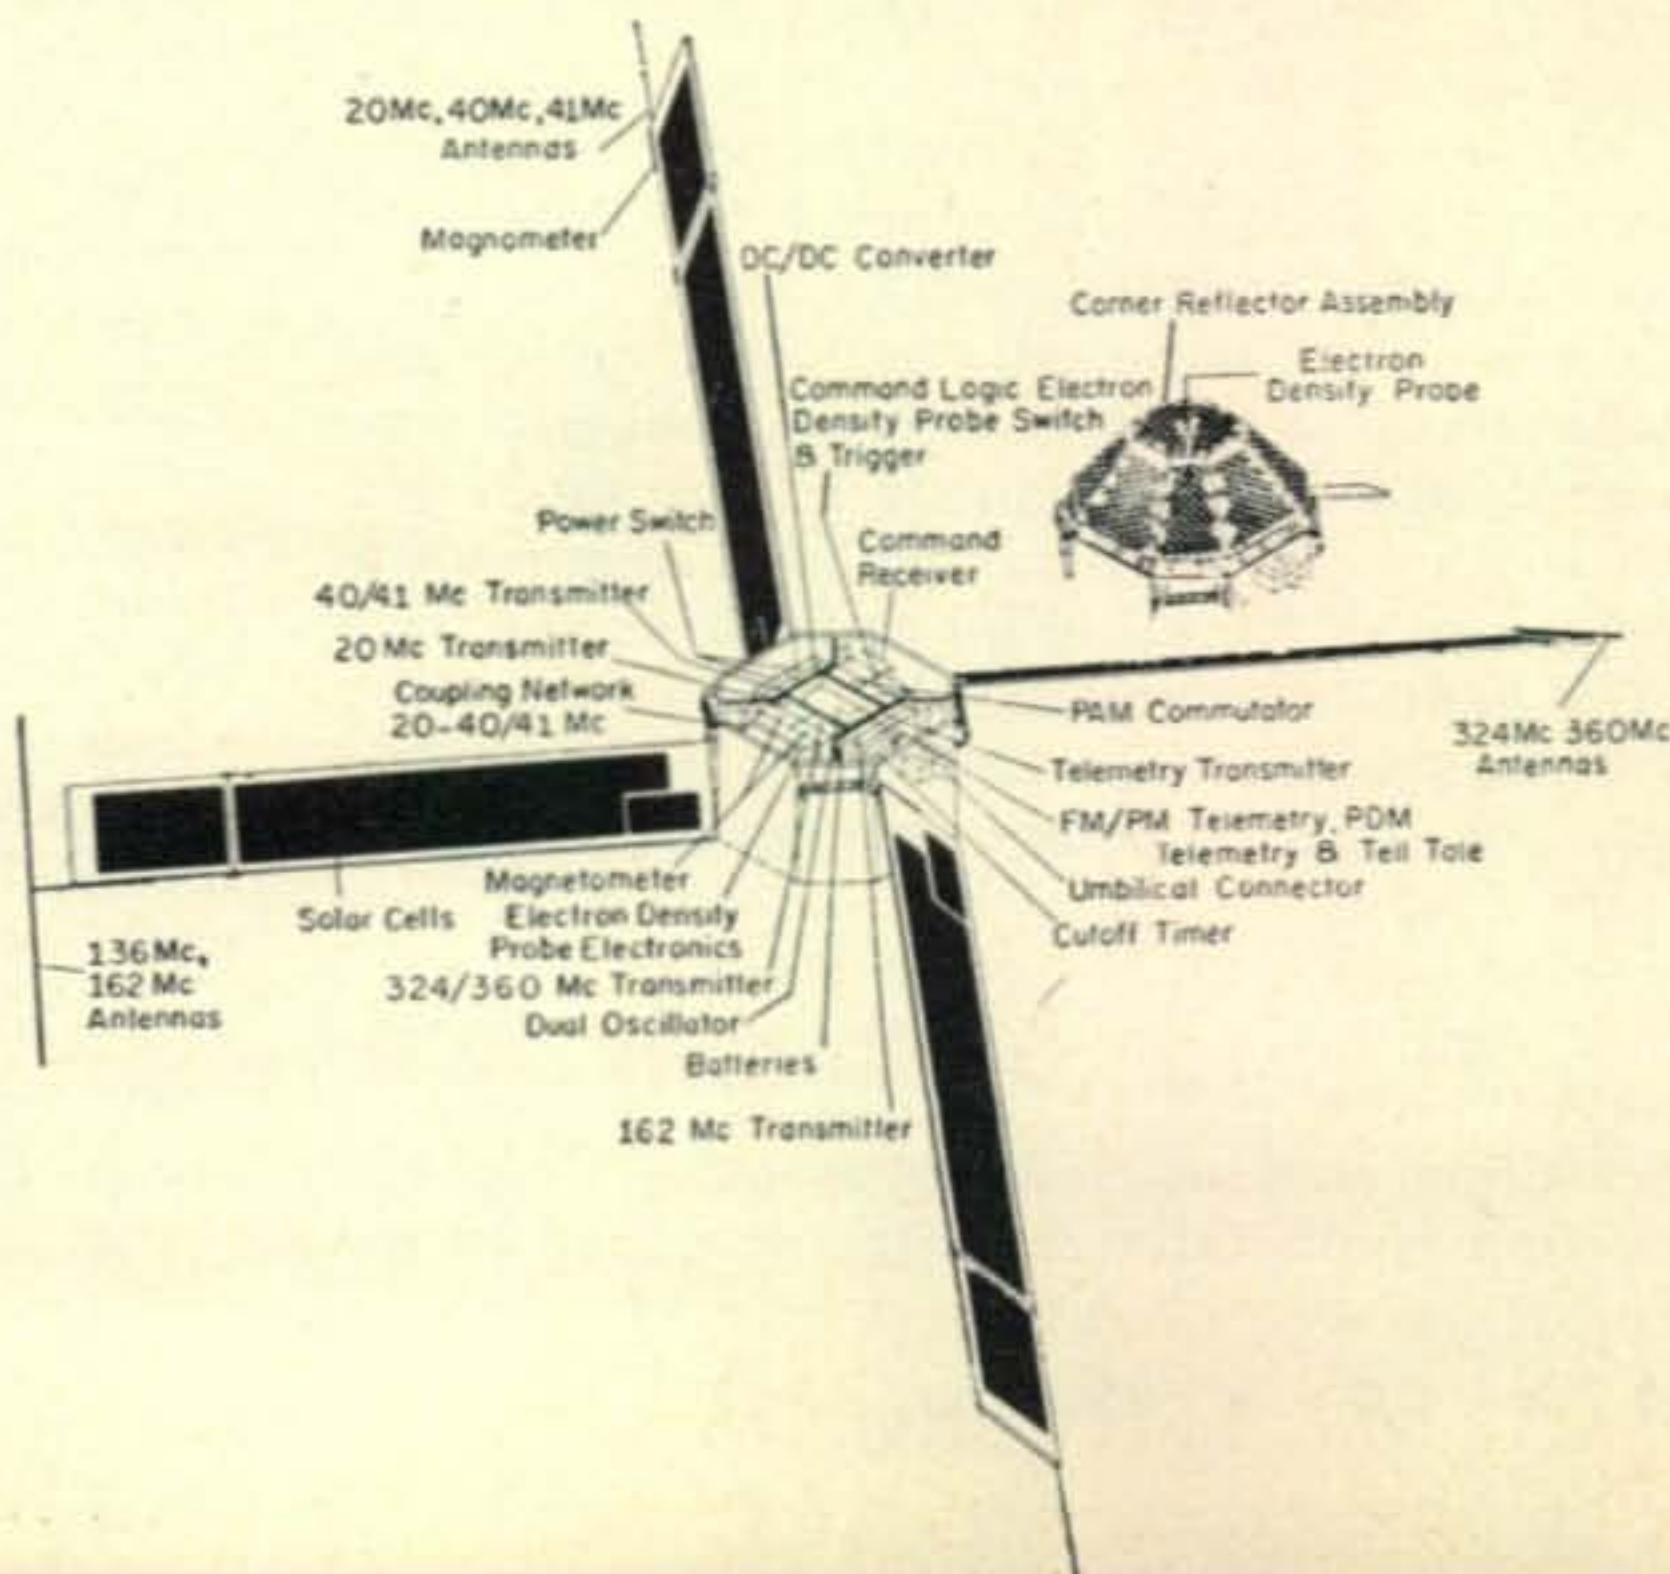 20Mc, 40Mc, 41Mc
Antennas
Magnometer
DC/DC Converter
Corner Reflector Assembly
Electron
Density Probe
Command Logic Electron
Density Probe Switch
& Trigger
Power Switch
Command
Receiver
40/41 Mc Transmitter
20 Mc Transmitter
Coupling Network
20-40/41 Mc
PAM Commutator
324Mc 360Mc
Antennas
Telemetry Transmitter
FM/PM Telemetry, PDM
Telemetry & Tell Tale
Umbilical Connector
Cutoff Timer
Solar Cells
Magnetometer
Electron Density
Probe Electronics
136Mc,
162 Mc
Antennas
324/360 Mc Transmitter
Dual Oscillator
Batteries
162 Mc Transmitter